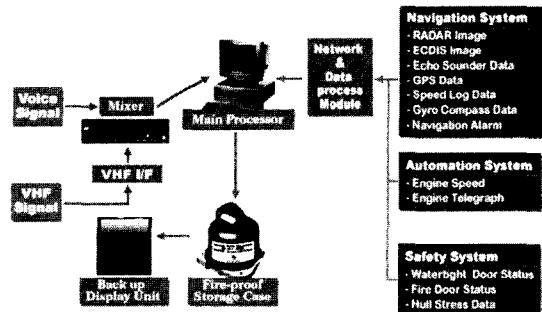 Voice
Signal
VHF
Signal
Mixer
VHF I/F
Main Processor
Network
&
Data
process
Module
Back up
Display Unit
Fire-proof
Storage Case
Navigation System
- RADAR Image
- ECDIS Image
- Echo Sounder Data
- GPS Data
- Speed Log Data
- Gyro Compass Data
- Navigation Alarm
Automation System
- Engine Speed
- Engine Telegraph
Safety System
- Watertight Door Status
- Fire Door Status
- Hull Stress Data